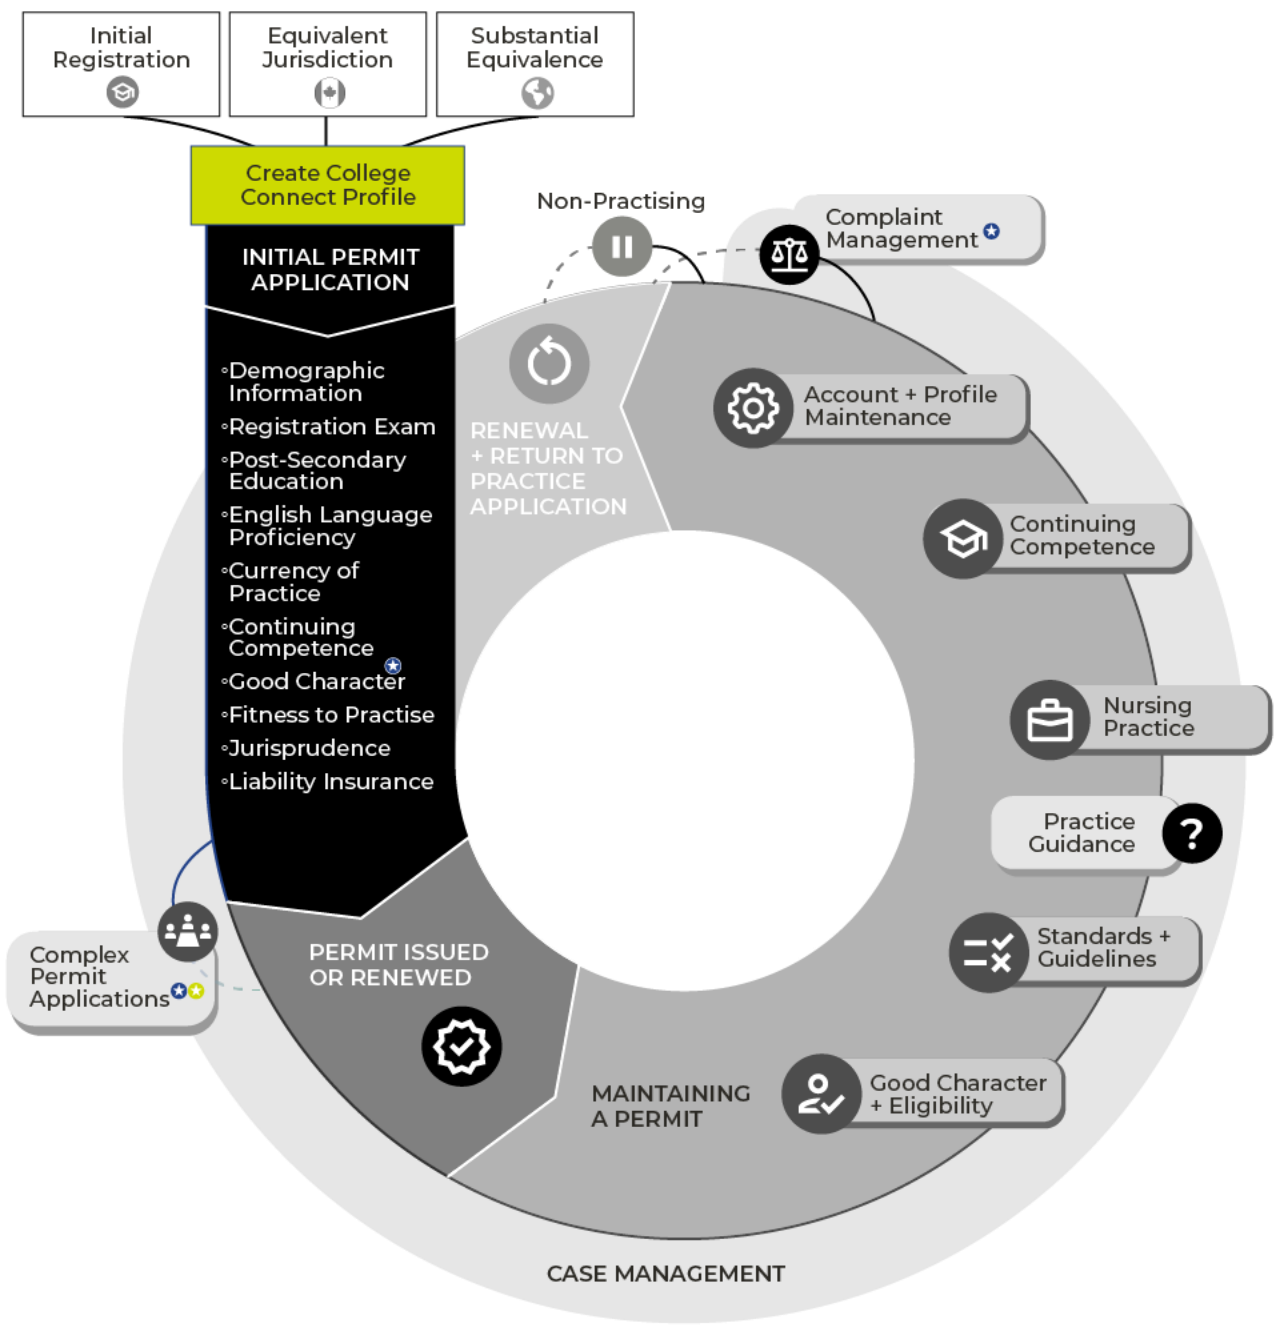 Initial
Registration
Equivalent
Jurisdiction
Substantial
Equivalence
Create College
Connect Profile
INITIAL PERMIT
APPLICATION
◦Demographic
Information
◦Registration Exam
◦Post-Secondary
Education
◦English Language
Proficiency
◦Currency of
Practice
◦Continuing
Competence
◦Good Character
◦Fitness to Practise
◦Jurisprudence
◦Liability Insurance
Non-Practising
Complaint
Management
RENEWAL
+ RETURN TO
PRACTICE
APPLICATION
Account + Profile
Maintenance
Continuing
Competence
Nursing
Practice
Practice
Guidance
?
Standards +
Guidelines
Good Character
+ Eligibility
MAINTAINING
A PERMIT
PERMIT ISSUED
OR RENEWED
Complex
Permit
Applications
CASE MANAGEMENT